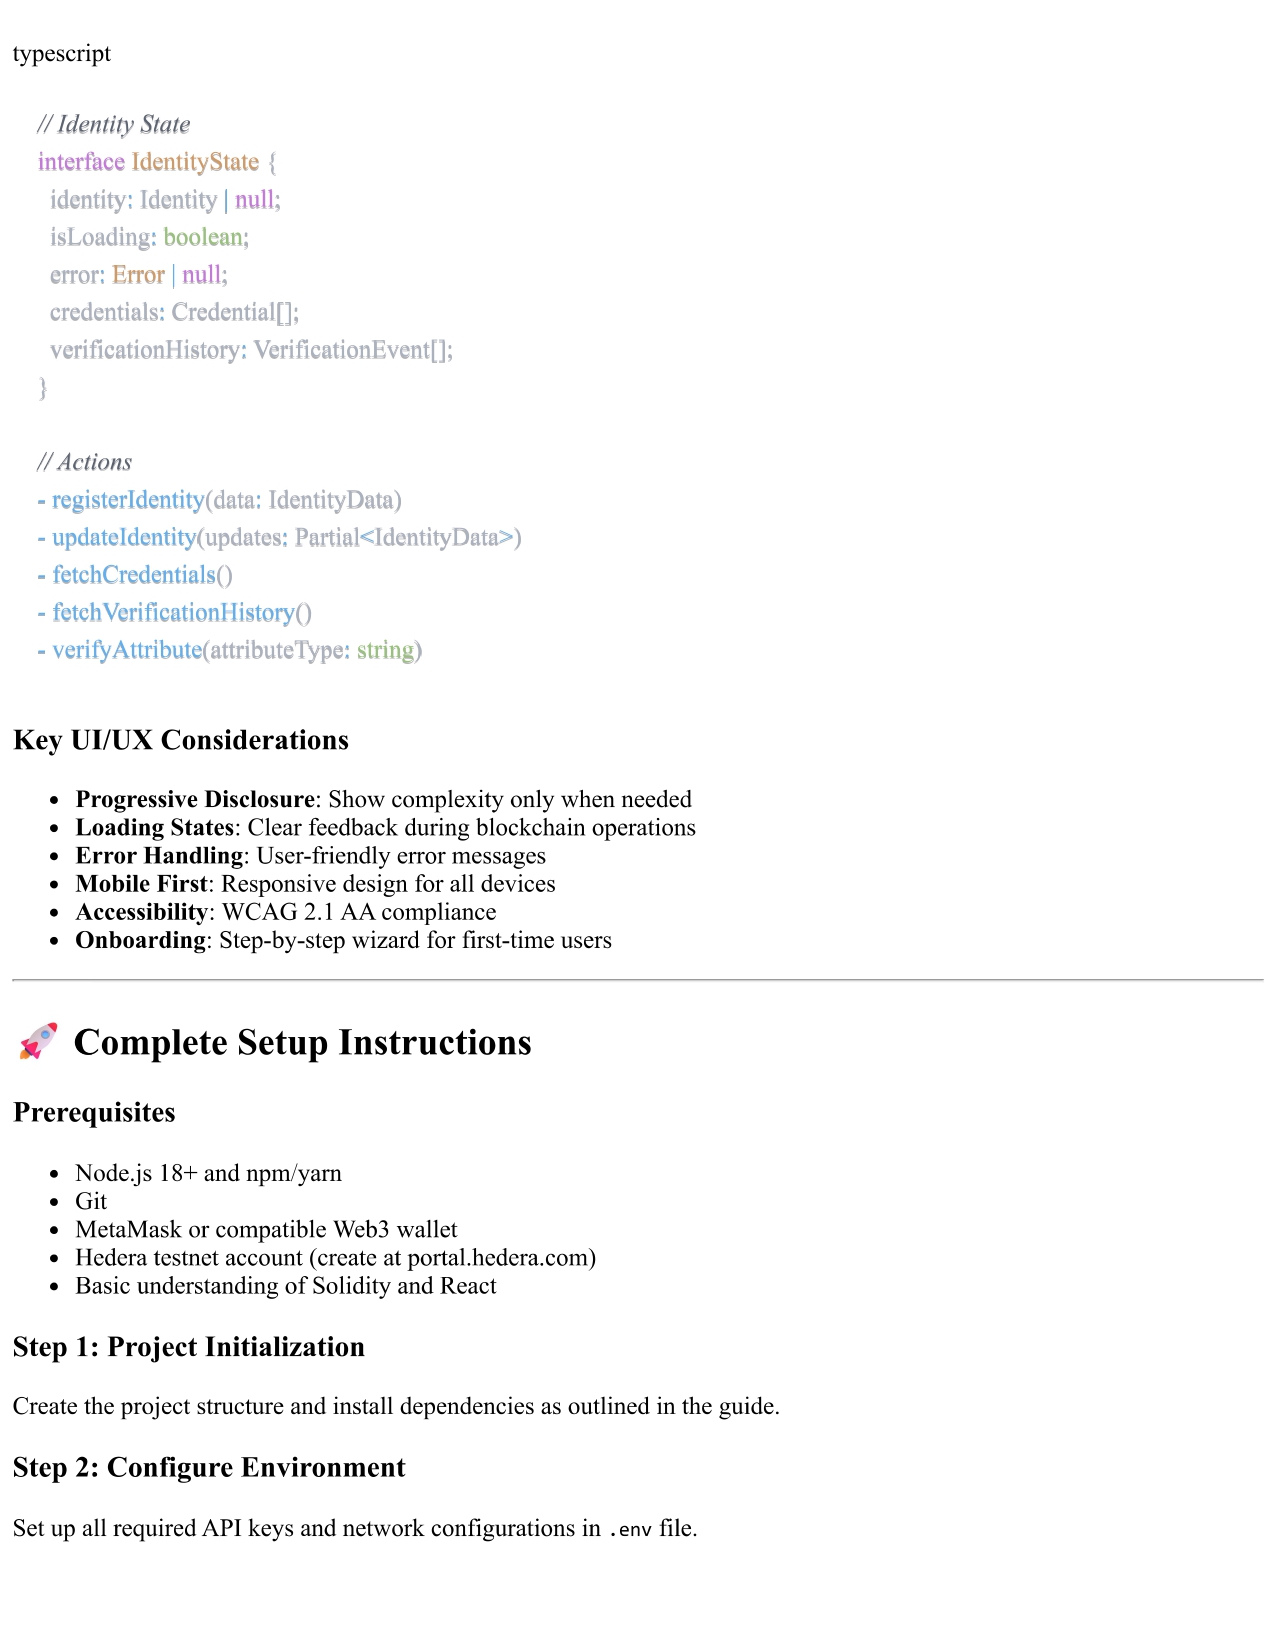 typescript
// Identity State
interface IdentityState {
identity: Identity | null;
isLoading: boolean;
error: Error | null;
credentials: Credential[];
verificationHistory: VerificationEvent[];
}
// Actions
- registerIdentity(data: IdentityData)
- updateIdentity(updates: Partial<IdentityData>)
- fetchCredentials()
- fetchVerificationHistory()
- verifyAttribute(attributeType: string)
Key UI/UX Considerations
• Progressive Disclosure: Show complexity only when needed
• Loading States: Clear feedback during blockchain operations
• Error Handling: User-friendly error messages
• Mobile First: Responsive design for all devices
• Accessibility: WCAG 2.1 AA compliance
• Onboarding: Step-by-step wizard for first-time users
🚀 Complete Setup Instructions
Prerequisites
• Node.js 18+ and npm/yarn
• Git
• MetaMask or compatible Web3 wallet
• Hedera testnet account (create at portal.hedera.com)
• Basic understanding of Solidity and React
Step 1: Project Initialization
Create the project structure and install dependencies as outlined in the guide.
Step 2: Configure Environment
Set up all required API keys and network configurations in .env file.